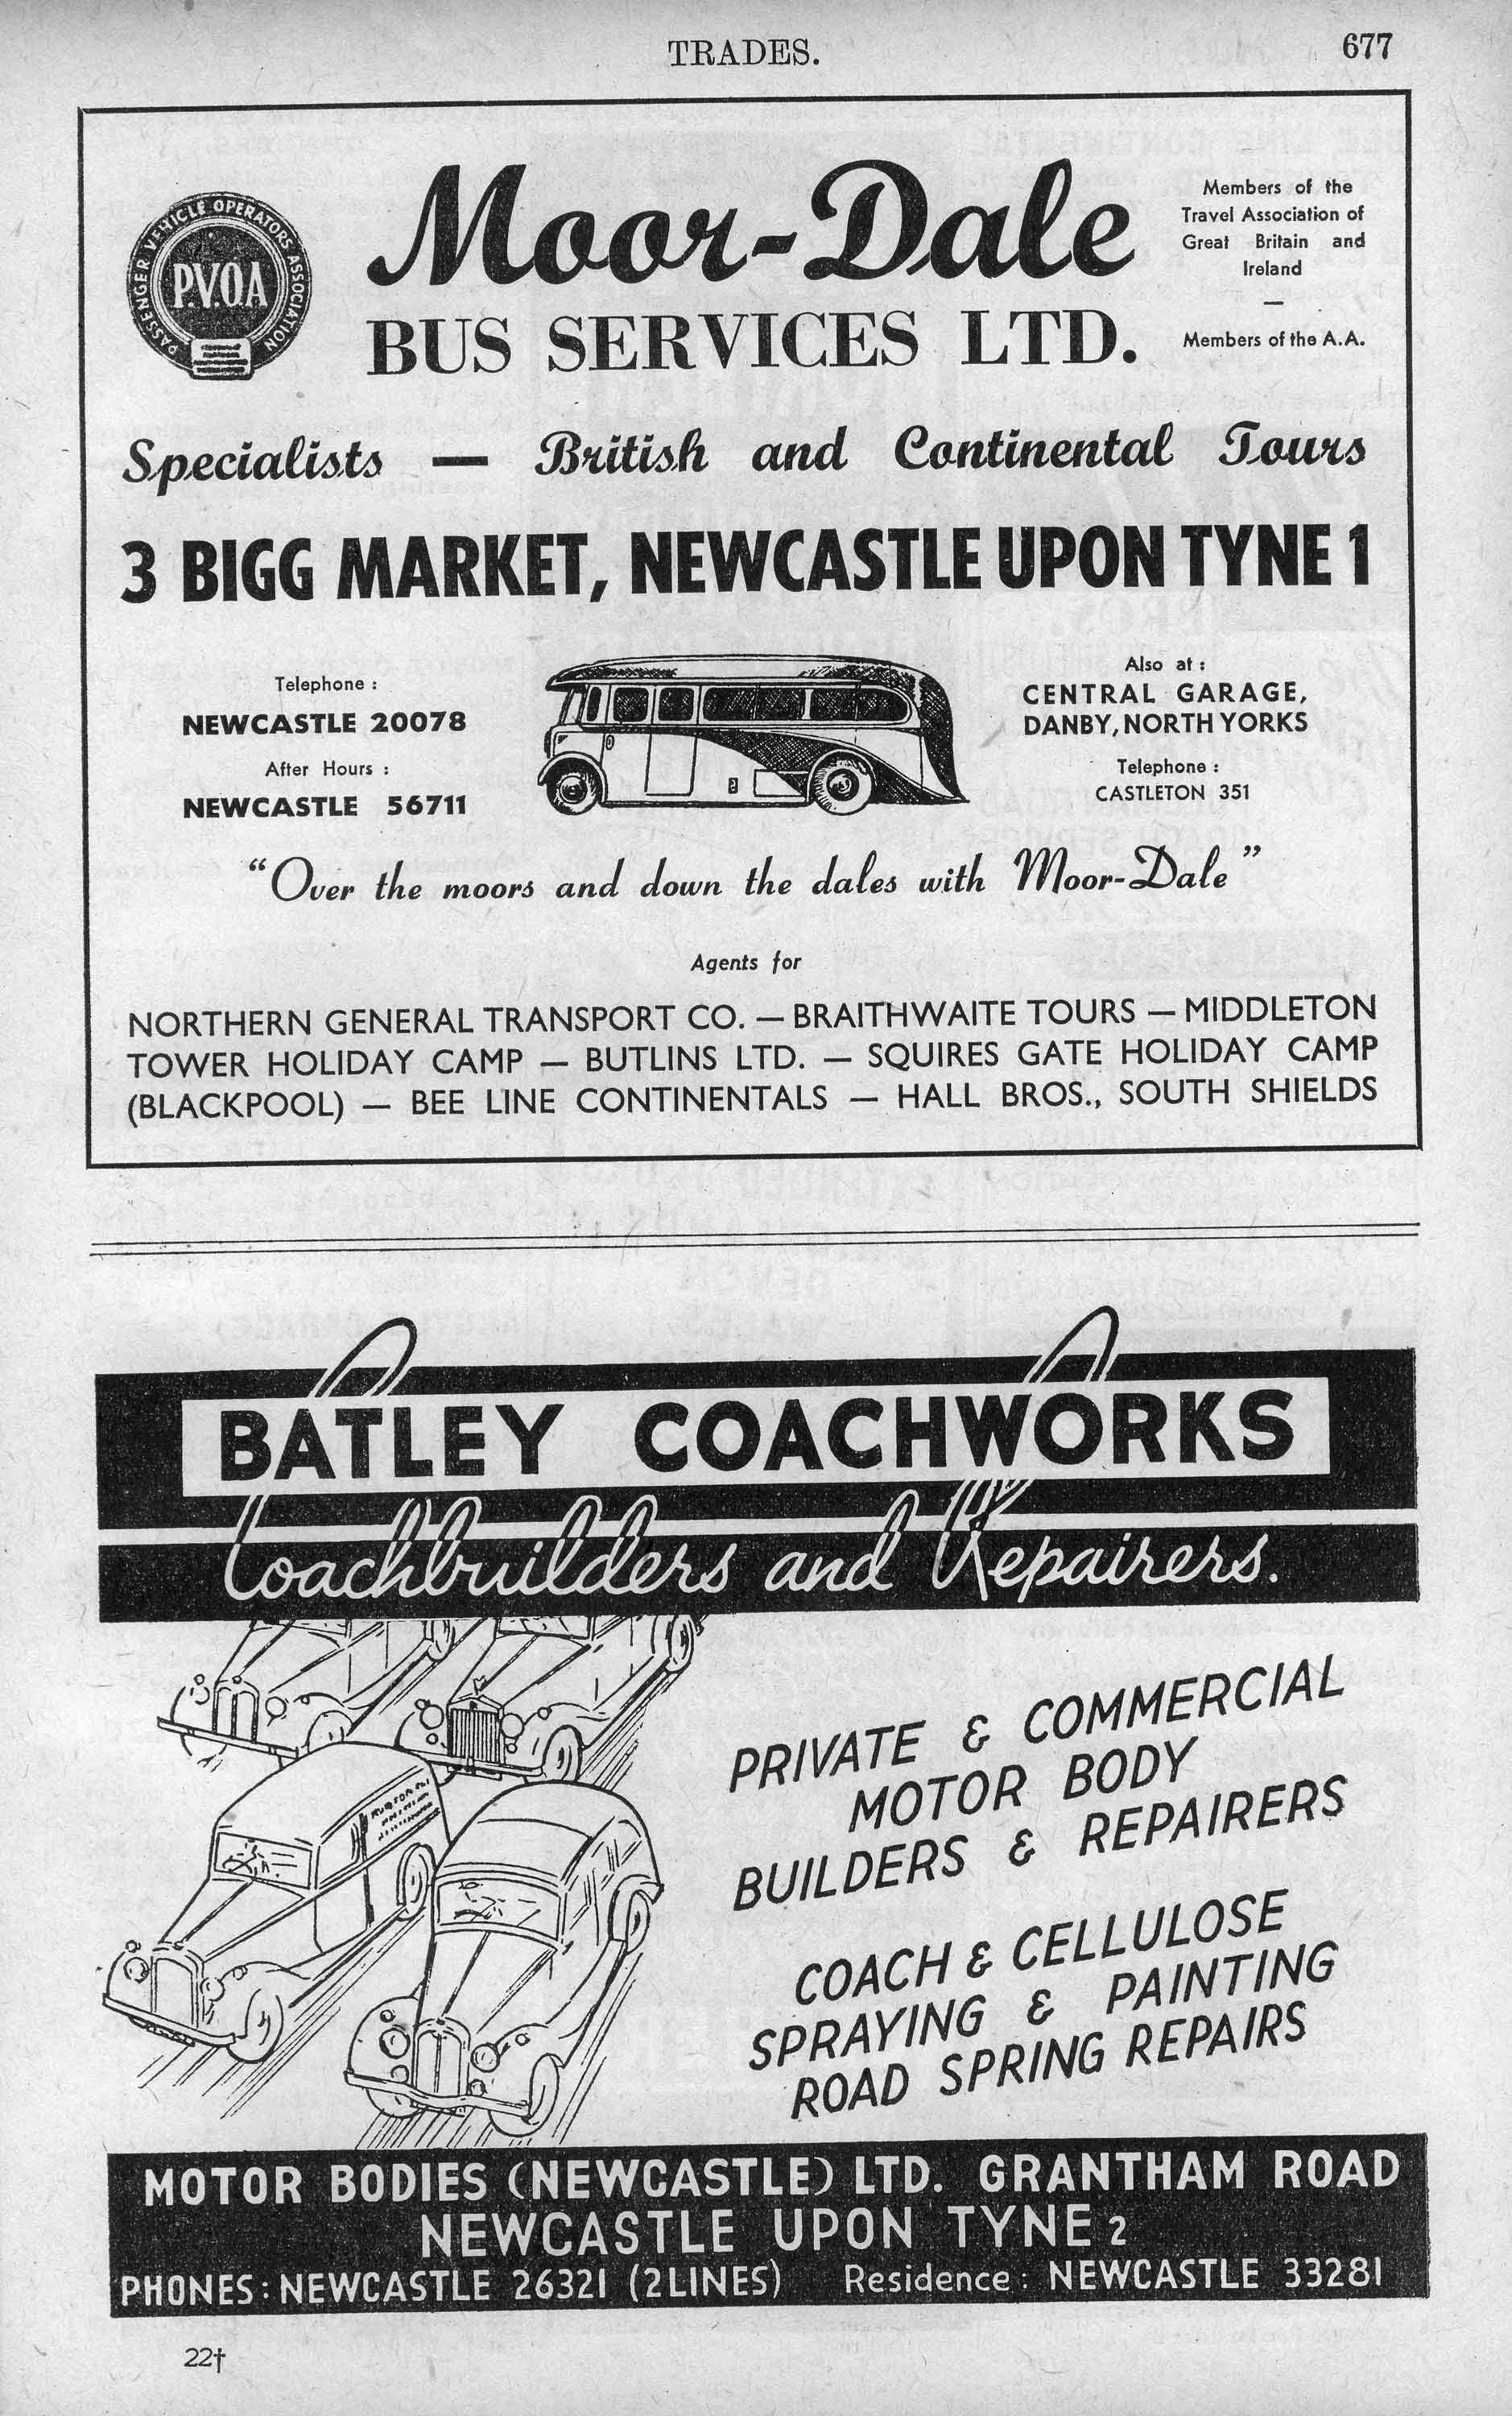 TRADES.
677
PASSENGER VEHICLE OPERATORS ASSOCIATION
P.V.O.A
Moor-Dale
BUS SERVICES LTD.
Members of the
Travel Association of
Great Britain and
Ireland
—
Members of the A.A.
Specialists — British and Continental Tours
3 BIGG MARKET, NEWCASTLE UPON TYNE 1
Telephone :
NEWCASTLE 20078
After Hours :
NEWCASTLE 56711
Also at :
CENTRAL GARAGE,
DANBY, NORTH YORKS
Telephone :
CASTLETON 351
"Over the moors and down the dales with Moor-Dale"
Agents for
NORTHERN GENERAL TRANSPORT CO. — BRAITHWAITE TOURS — MIDDLETON
TOWER HOLIDAY CAMP — BUTLINS LTD. — SQUIRES GATE HOLIDAY CAMP
(BLACKPOOL) — BEE LINE CONTINENTALS — HALL BROS., SOUTH SHIELDS
BATLEY COACHWORKS
Coachbuilders and Repairers.
PRIVATE & COMMERCIAL
MOTOR BODY
BUILDERS & REPAIRERS
COACH & CELLULOSE
SPRAYING & PAINTING
ROAD SPRING REPAIRS
MOTOR BODIES (NEWCASTLE) LTD. GRANTHAM ROAD
NEWCASTLE UPON TYNE 2
PHONES: NEWCASTLE 26321 (2 LINES) Residence: NEWCASTLE 33281
22†